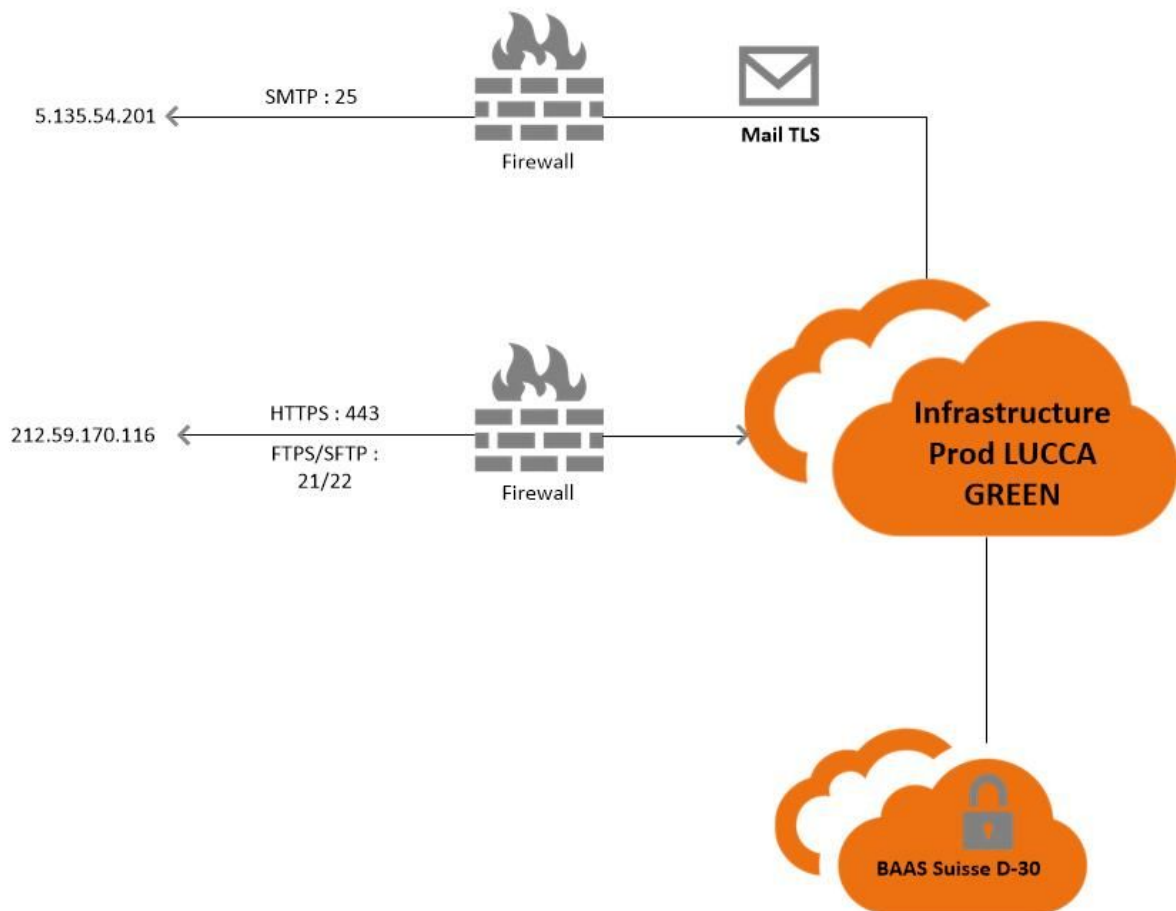 SMTP : 25
5.135.54.201
Mail TLS
Firewall
HTTPS : 443
212.59.170.116
FTPS/SFTP :
21/22
Firewall
Infrastructure
Prod LUCCA
GREEN
BAAS Suisse D-30